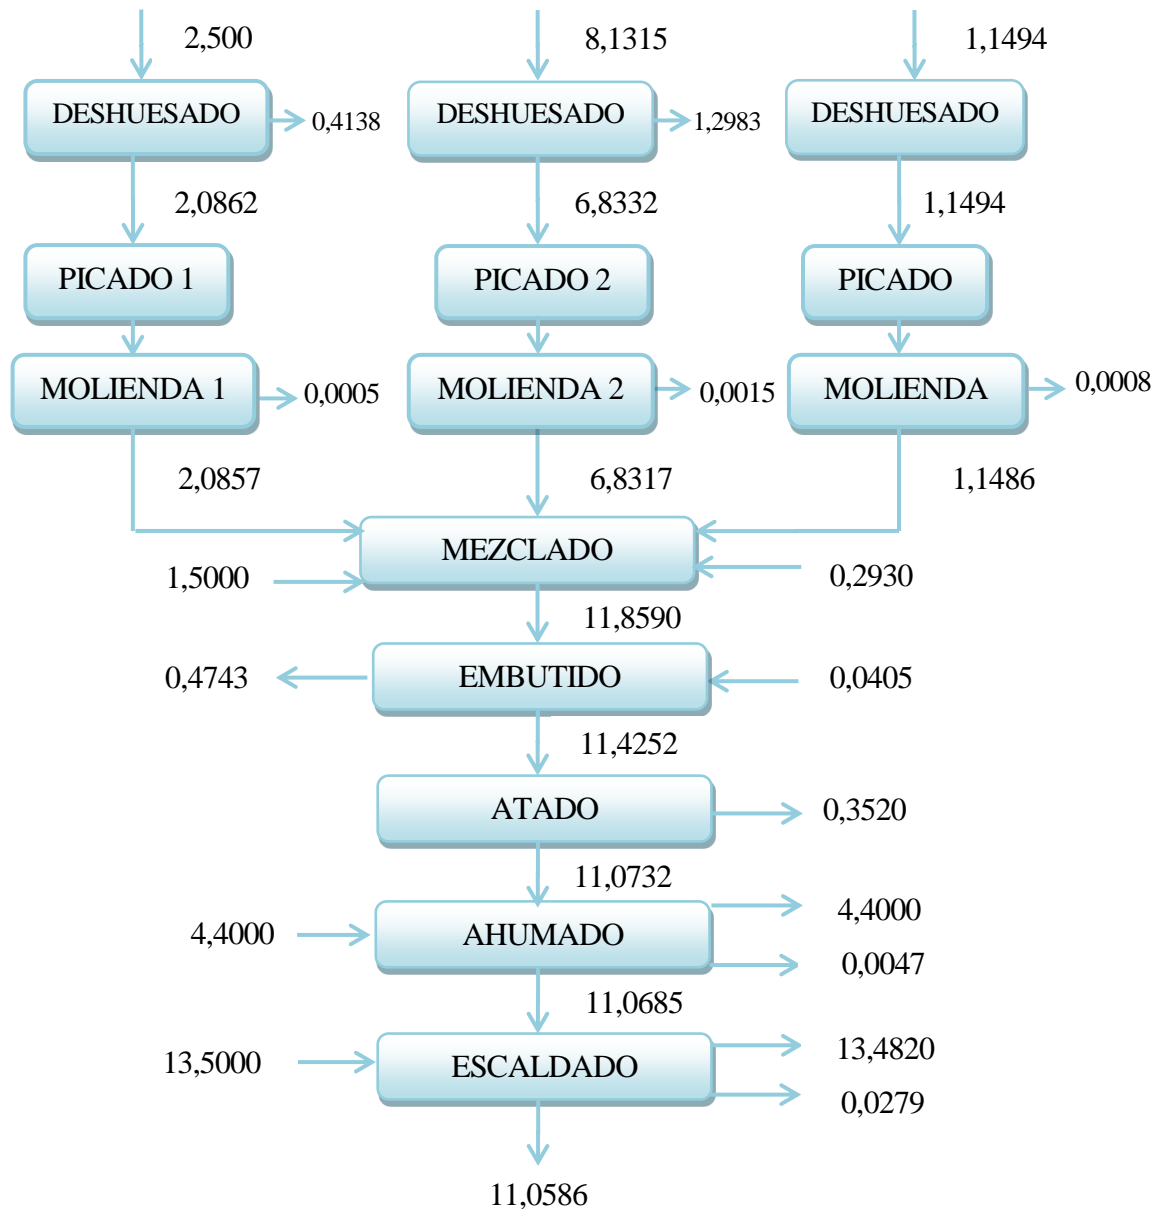 2,500
8,1315
1,1494
DESHUESADO
0,4138
DESHUESADO
1,2983
DESHUESADO
2,0862
6,8332
1,1494
PICADO 1
PICADO 2
PICADO
MOLIENDA 1
0,0005
MOLIENDA 2
0,0015
MOLIENDA
0,0008
2,0857
6,8317
1,1486
MEZCLADO
1,5000
0,2930
11,8590
0,4743
EMBUTIDO
0,0405
11,4252
ATADO
0,3520
11,0732
4,4000
AHUMADO
4,4000
0,0047
11,0685
13,5000
ESCALDADO
13,4820
0,0279
11,0586